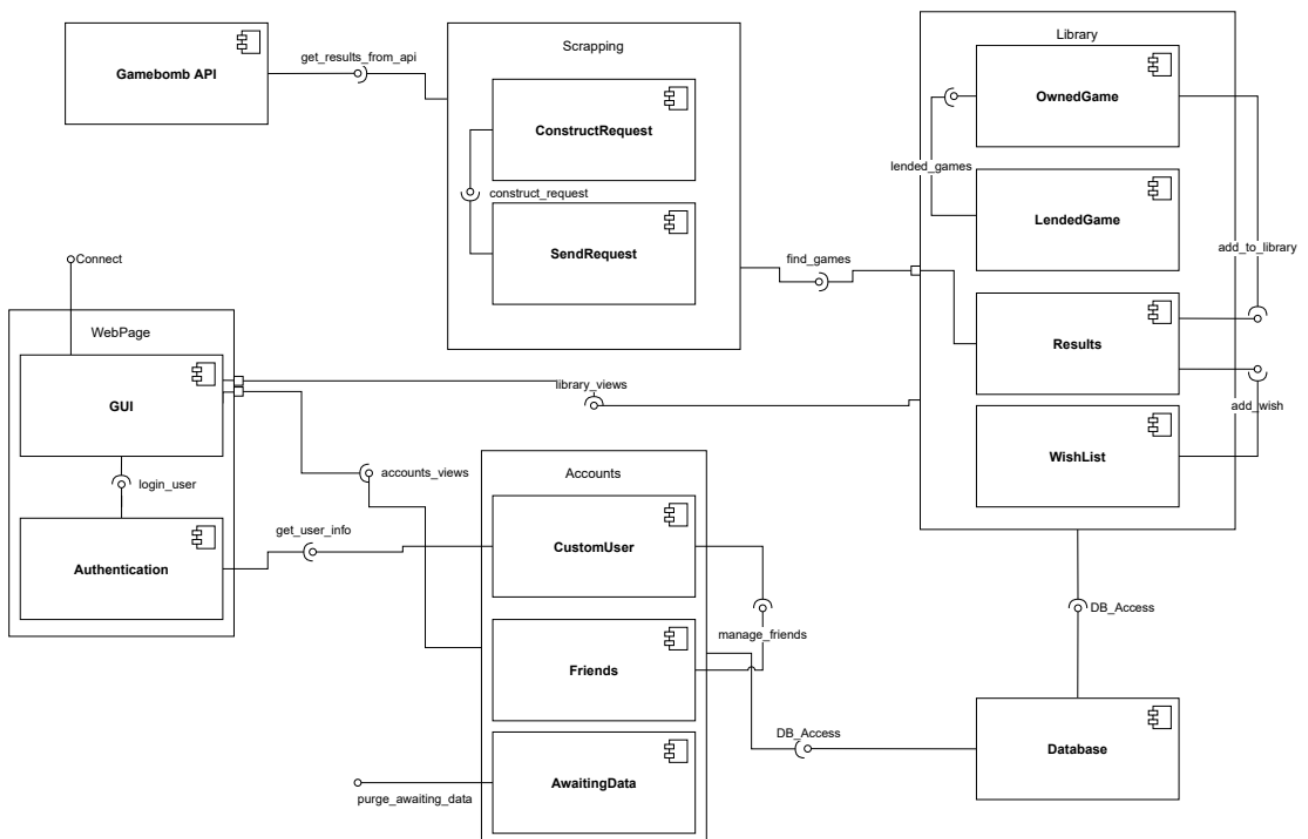 Gamebomb API
get_results_from_api
Scrapping
ConstructRequest
construct_request
SendRequest
Library
OwnedGame
lended_games
LendedGame
add_to_library
find_games
Results
add_wish
WishList
Connect
WebPage
GUI
library_views
login_user
Authentication
accounts_views
get_user_info
Accounts
CustomUser
manage_friends
Friends
DB_Access
DB_Access
Database
AwaitingData
purge_awaiting_data